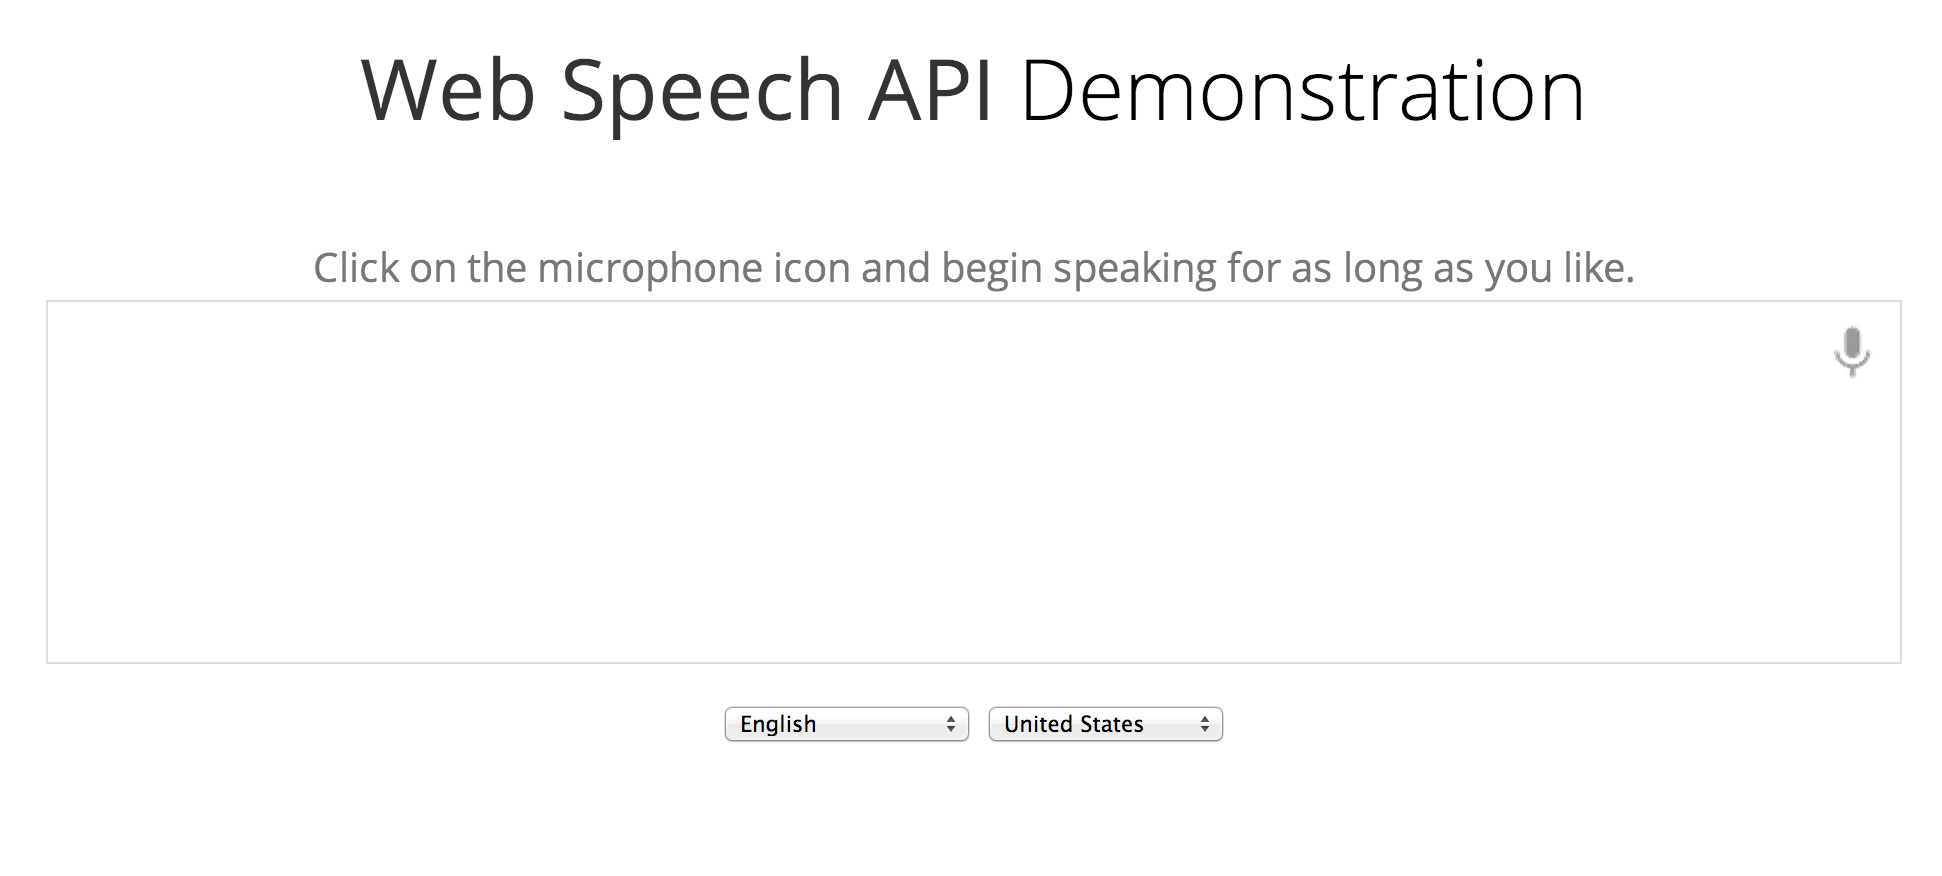 Web Speech API Demonstration
Click on the microphone icon and begin speaking for as long as you like.
English United States